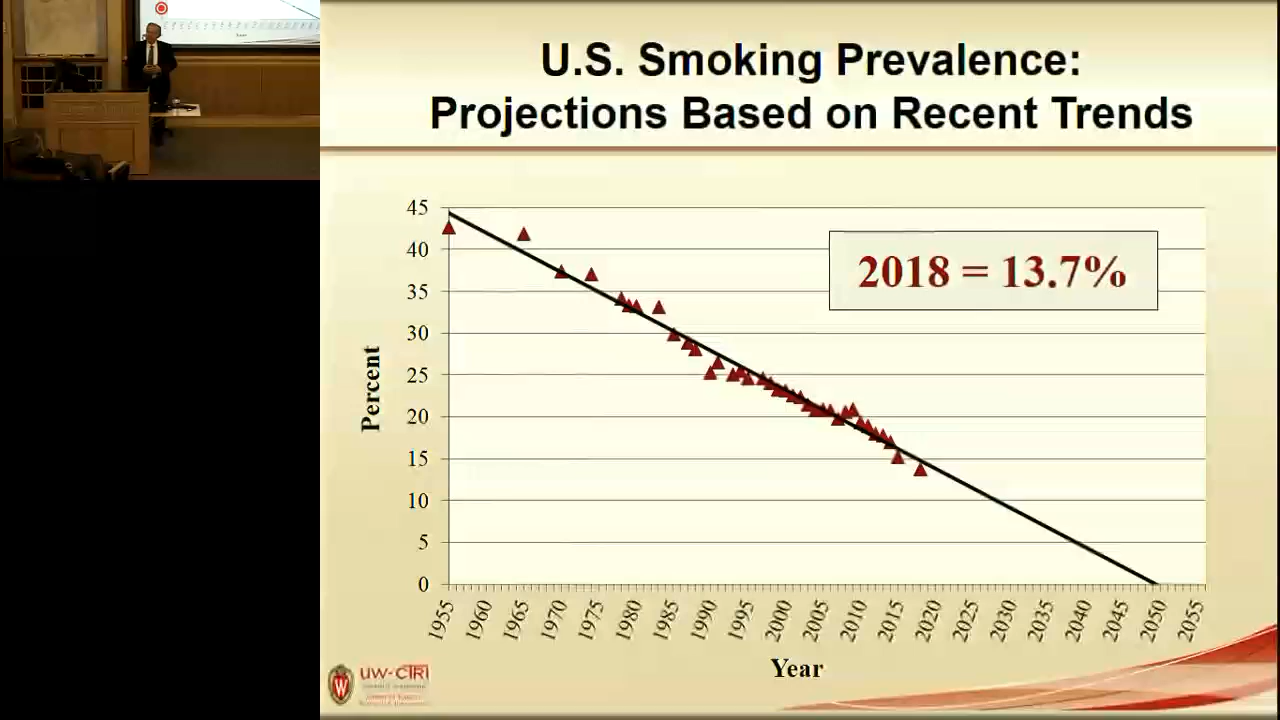 U.S. Smoking Prevalence:
Projections Based on Recent Trends
2018 = 13.7%
Percent
45
40
35
30
25
20
15
10
5
0
1955 1960 1965 1970 1975 1980 1985 1990 1995 2000 2005 2010 2015 2020 2025 2030 2035 2040 2045 2050 2055
Year
W UW-CTRI